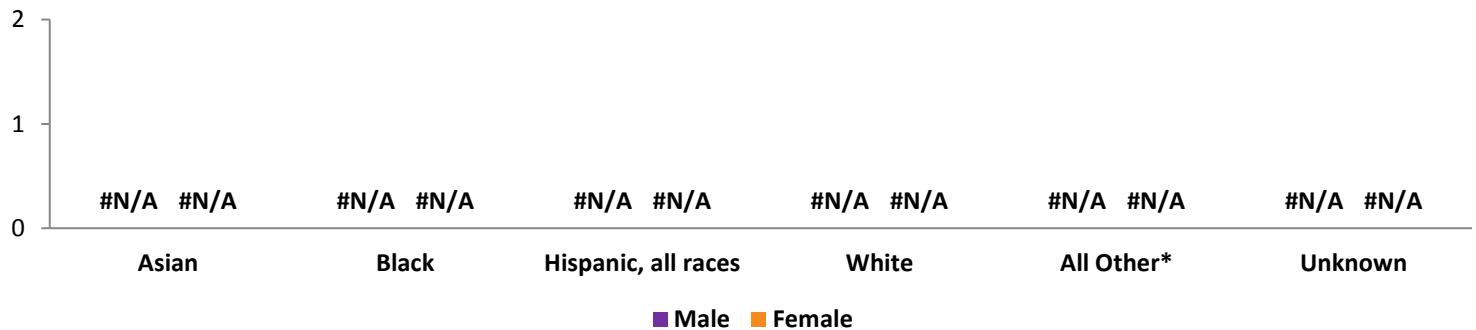 2
1
0
#N/A #N/A #N/A #N/A #N/A #N/A #N/A #N/A #N/A #N/A #N/A #N/A
Asian Black Hispanic, all races White All Other* Unknown
Male Female